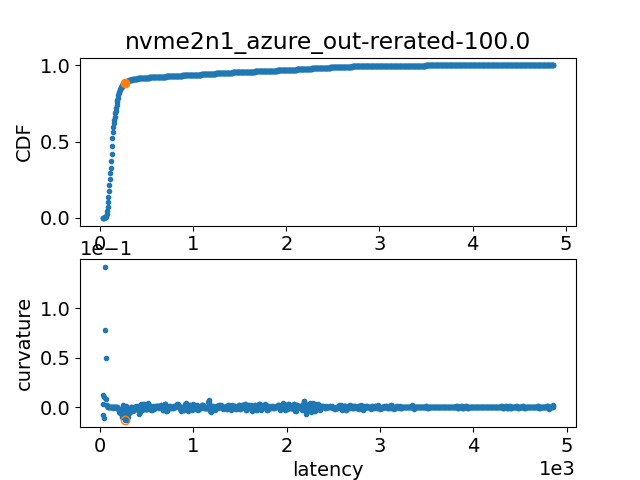 nvme2n1_azure_out-rerated-100.0
1.0
0.5
0.0
CDF
0 1 2 3 4 5
1e−1
1.0
0.5
0.0
curvature
0 1 2 3 4 5
latency
1e3